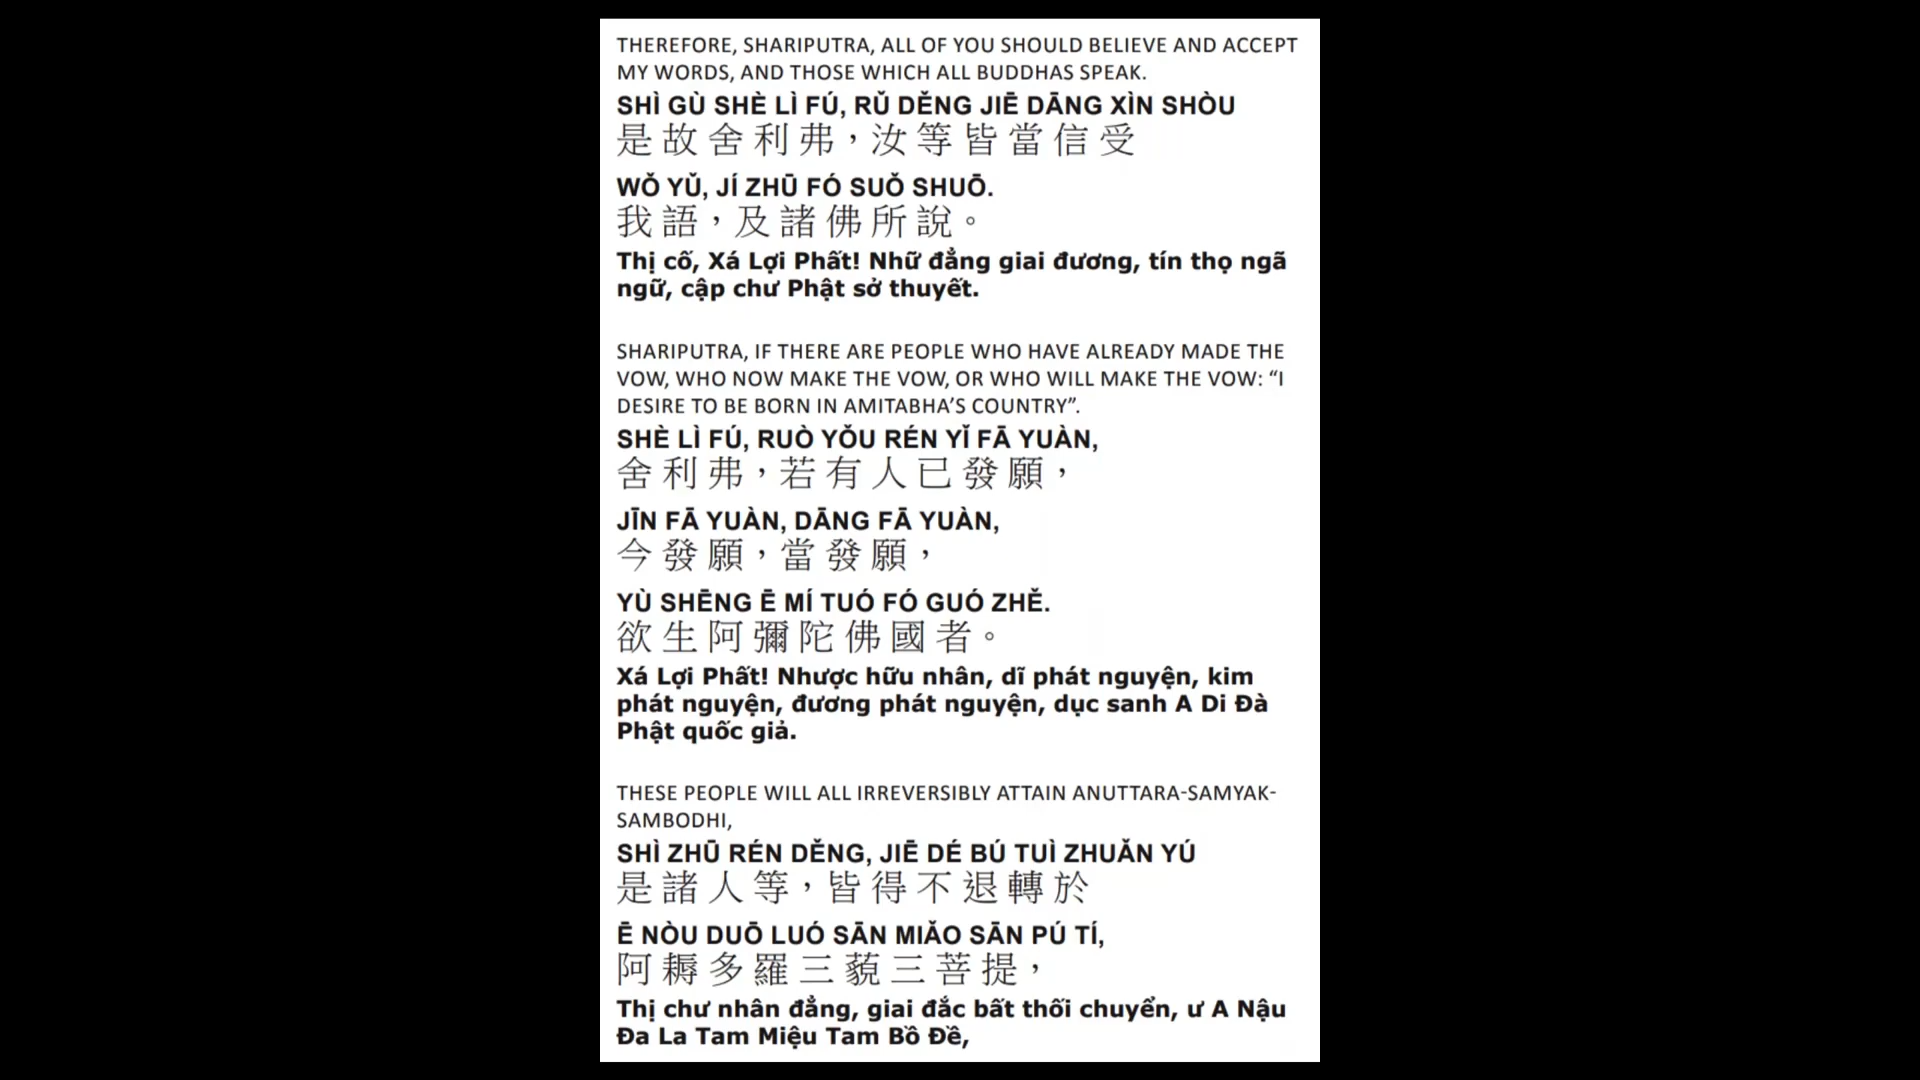 THEREFORE, SHARIPUTRA, ALL OF YOU SHOULD BELIEVE AND ACCEPT
MY WORDS, AND THOSE WHICH ALL BUDDHAS SPEAK.
SHÌ GÙ SHÈ LÌ FÚ, RǓ DĚNG JIĒ DĀNG XÌN SHÒU
是故舍利弗，汝等皆當信受
WǑ YǓ, JÍ ZHŪ FÓ SUǑ SHUŌ.
我語，及諸佛所說。
Thị cố, Xá Lợi Phất! Nhữ đẳng giai đương, tín thọ ngã
ngữ, cập chư Phật sở thuyết.
SHARIPUTRA, IF THERE ARE PEOPLE WHO HAVE ALREADY MADE THE
VOW, WHO NOW MAKE THE VOW, OR WHO WILL MAKE THE VOW: “I
DESIRE TO BE BORN IN AMITABHA’S COUNTRY”.
SHÈ LÌ FÚ, RUÒ YǑU RÉN YǏ FĀ YUÀN,
舍利弗，若有人已發願，
JĪN FĀ YUÀN, DĀNG FĀ YUÀN,
今發願，當發願，
YÙ SHĒNG Ē MÍ TUÓ FÓ GUÓ ZHĚ.
欲生阿彌陀佛國者。
Xá Lợi Phất! Nhược hữu nhân, dĩ phát nguyện, kim
phát nguyện, đương phát nguyện, dục sanh A Di Đà
Phật quốc giả.
THESE PEOPLE WILL ALL IRREVERSIBLY ATTAIN ANUTTARA-SAMYAK-
SAMBODHI,
SHÌ ZHŪ RÉN DĚNG, JIĒ DÉ BÚ TUÌ ZHUǍN YÚ
是諸人等，皆得不退轉於
Ē NÒU DUŌ LUÓ SĀN MIǍO SĀN PÚ TÍ,
阿耨多羅三藐三菩提，
Thị chư nhân đẳng, giai đắc bất thối chuyển, ư A Nậu
Đa La Tam Miệu Tam Bồ Đề,